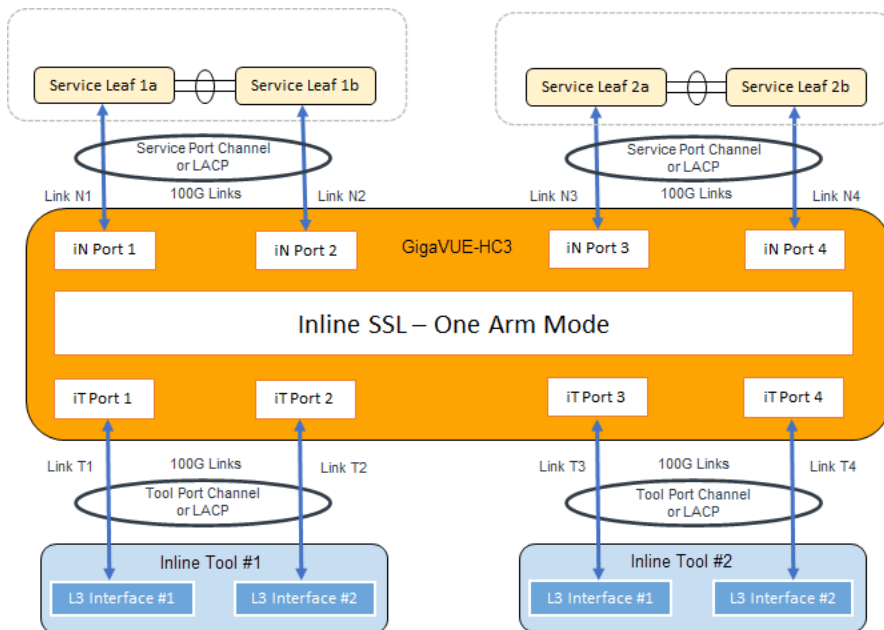 Service Leaf 1a
Service Leaf 1b
Service Leaf 2a
Service Leaf 2b
Service Port Channel
or LACP
Service Port Channel
or LACP
Link N1
100G Links
Link N2
Link N3
100G Links
Link N4
iN Port 1
iN Port 2
GigaVUE-HC3
iN Port 3
iN Port 4
Inline SSL – One Arm Mode
iT Port 1
iT Port 2
iT Port 3
iT Port 4
Link T1
100G Links
Link T2
Link T3
100G Links
Link T4
Tool Port Channel
or LACP
Tool Port Channel
or LACP
Inline Tool #1
Inline Tool #2
L3 Interface #1
L3 Interface #2
L3 Interface #1
L3 Interface #2